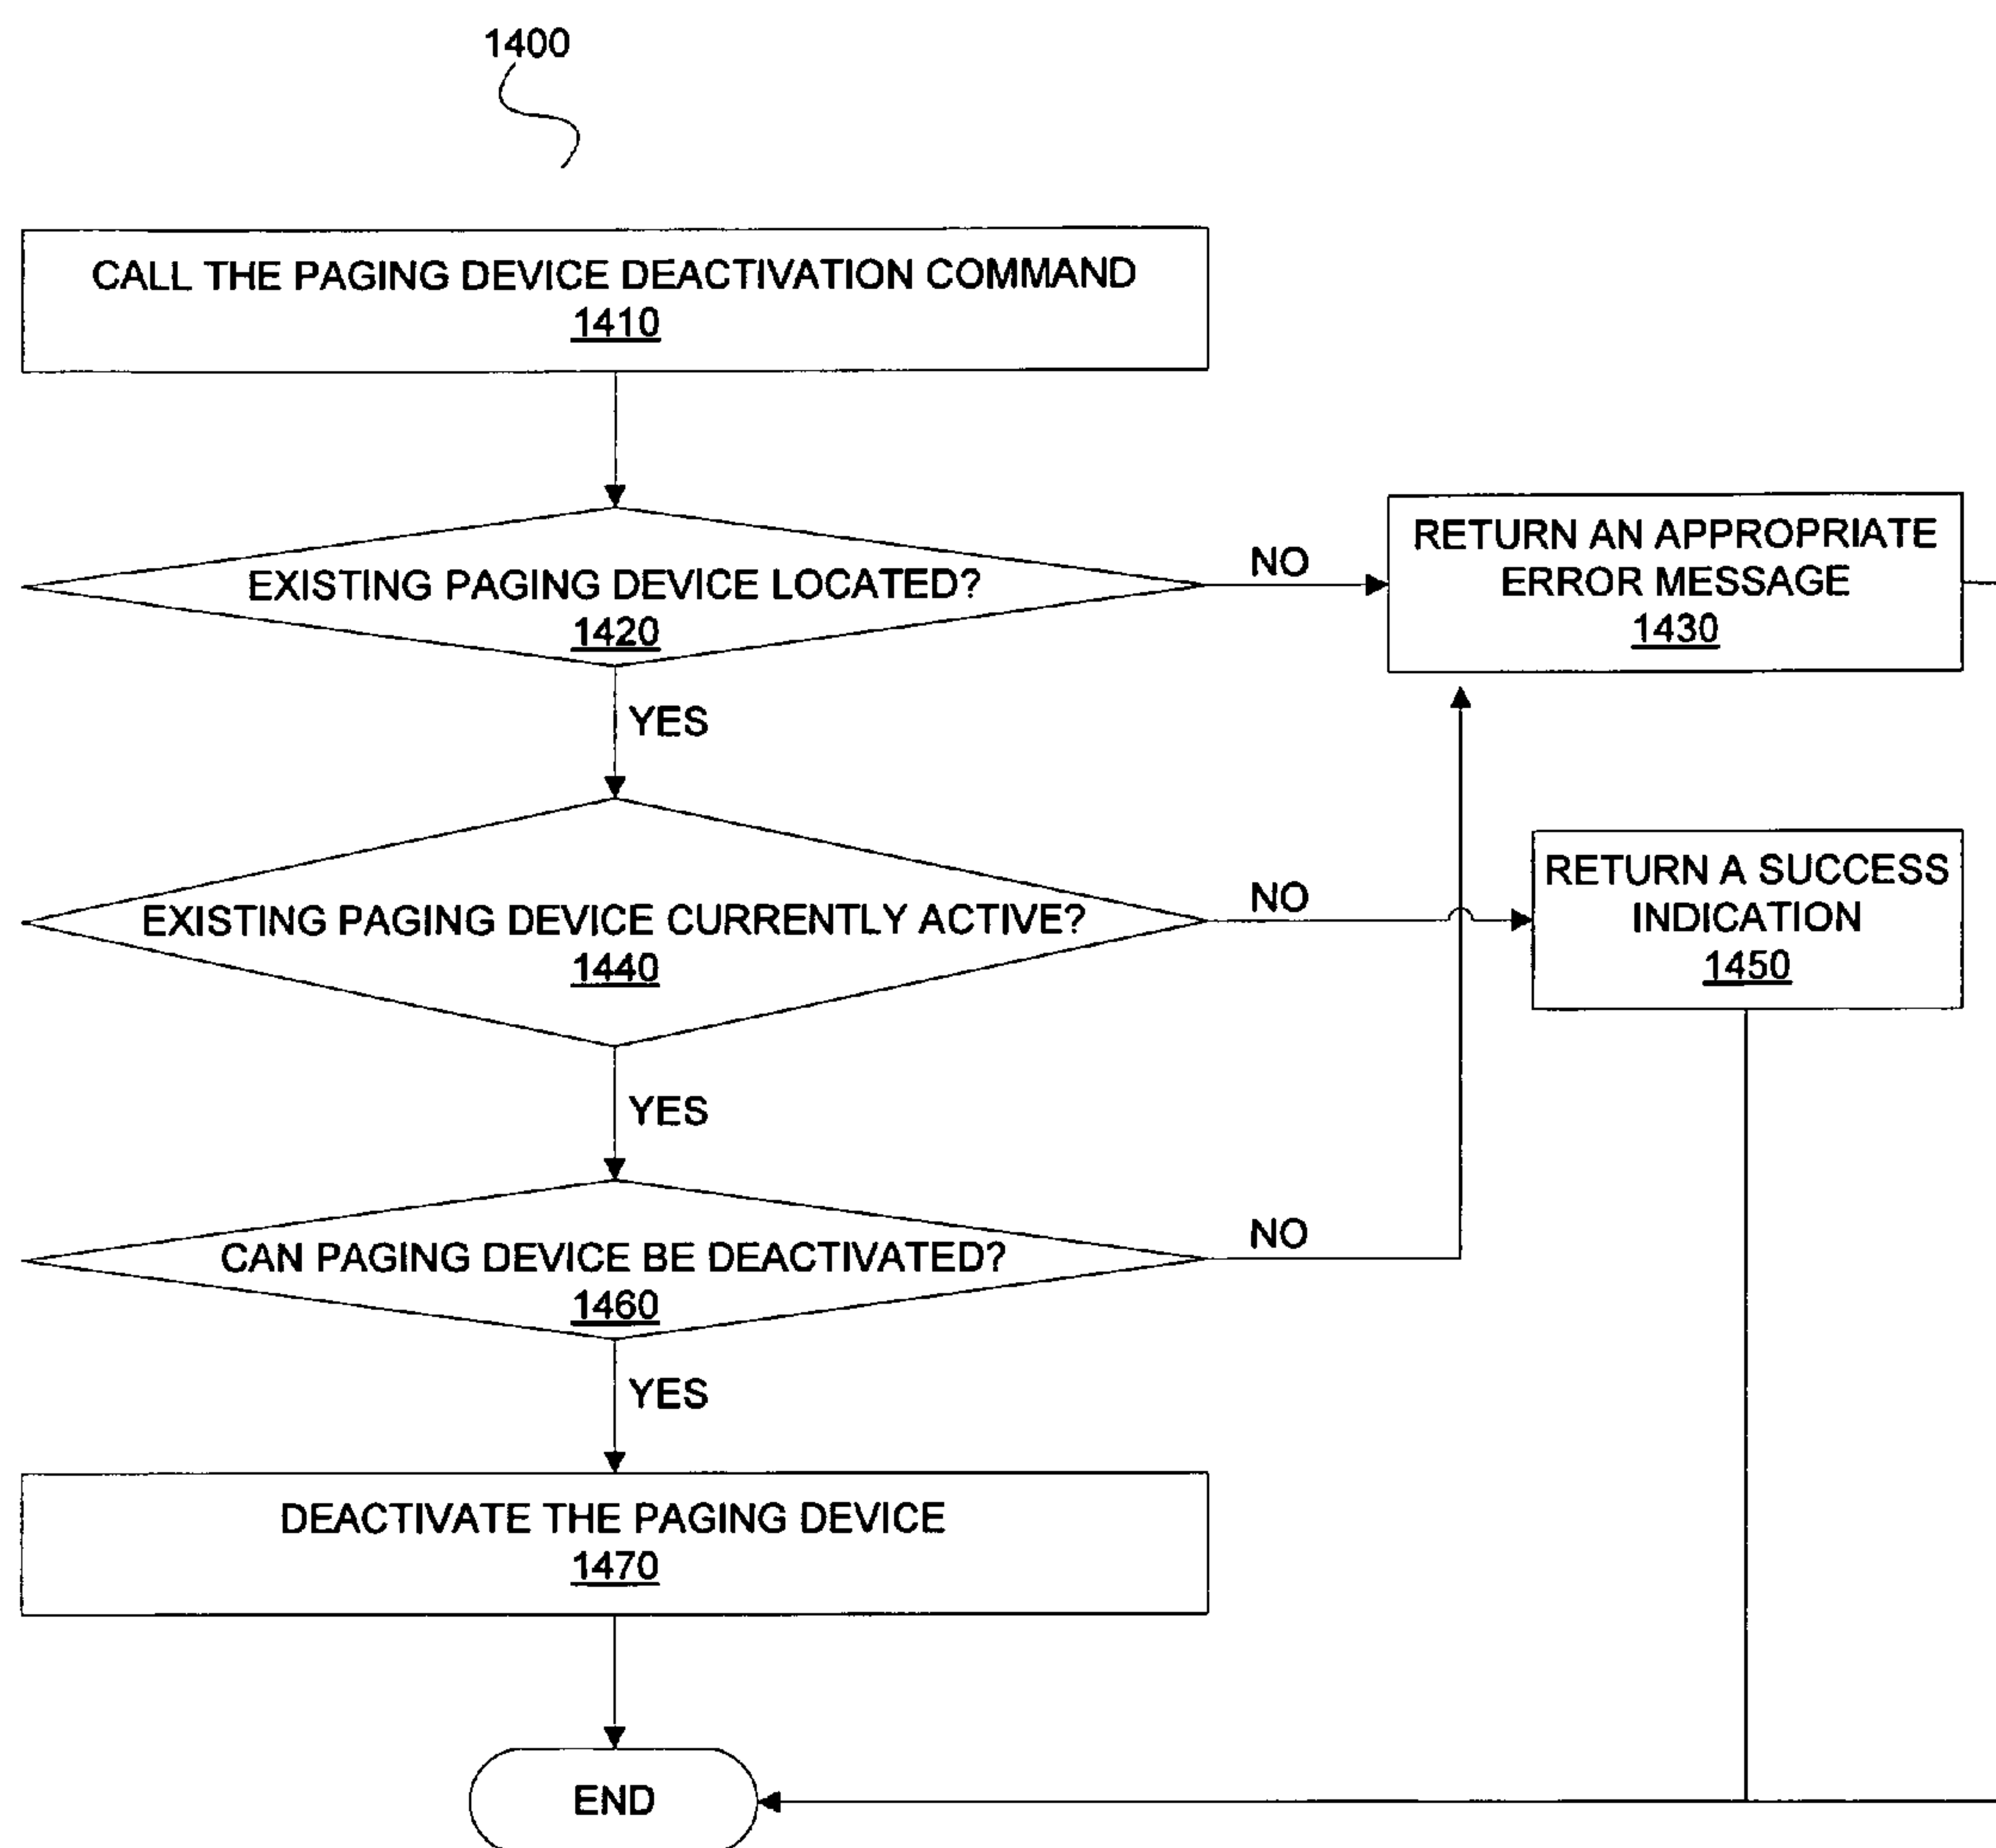 1400
CALL THE PAGING DEVICE DEACTIVATION COMMAND
1410
EXISTING PAGING DEVICE LOCATED?
1420
NO
RETURN AN APPROPRIATE
ERROR MESSAGE
1430
YES
EXISTING PAGING DEVICE CURRENTLY ACTIVE?
1440
NO
RETURN A SUCCESS
INDICATION
1450
YES
CAN PAGING DEVICE BE DEACTIVATED?
1460
NO
YES
DEACTIVATE THE PAGING DEVICE
1470
END